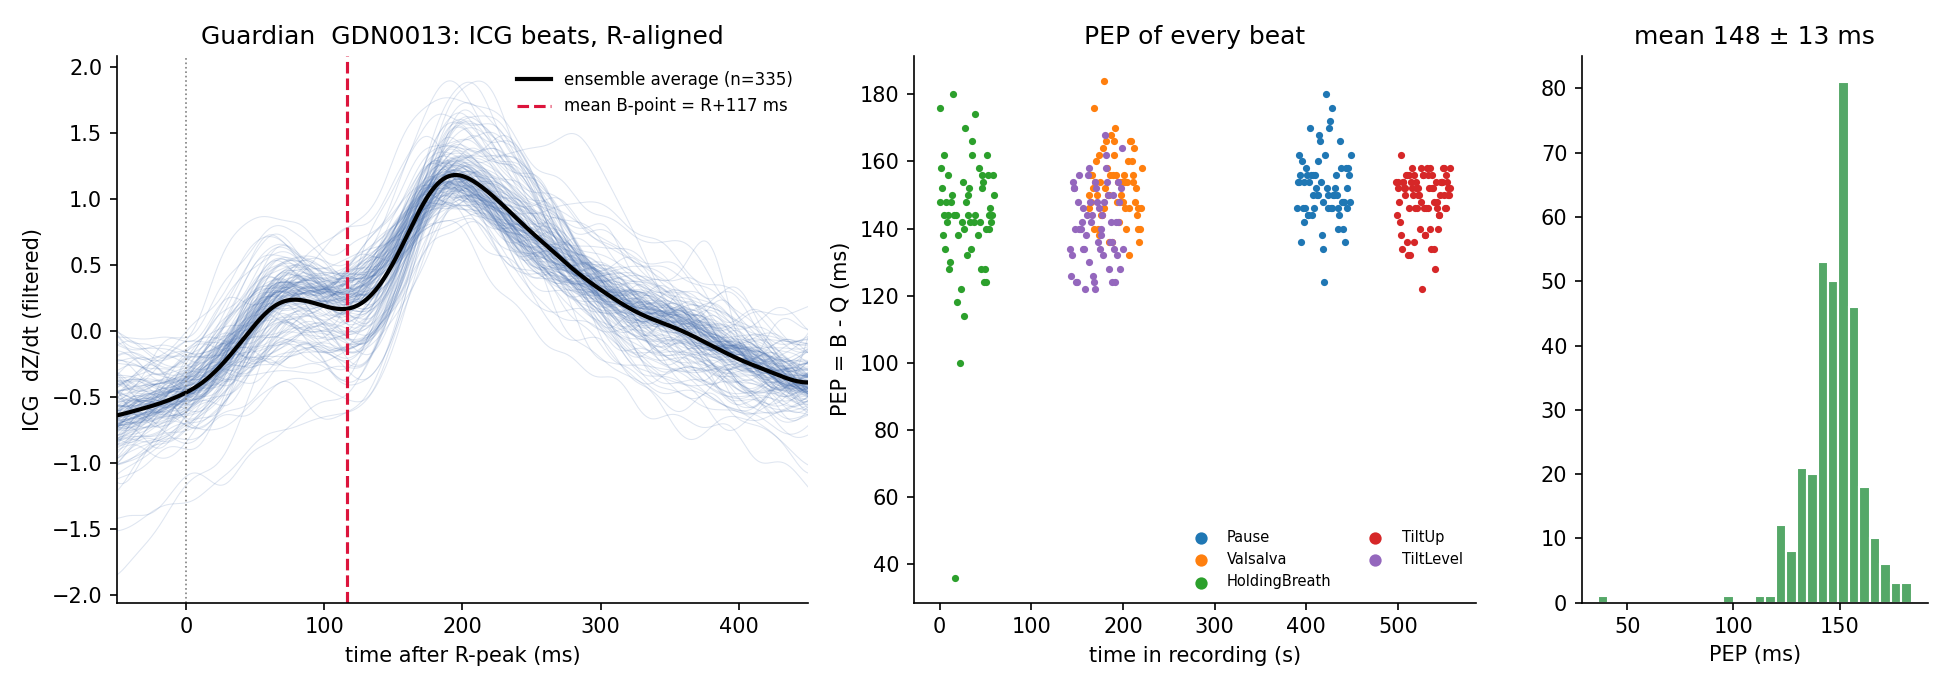 Guardian  GDN0013: ICG beats, R-aligned
ensemble average (n=335)
mean B-point = R+117 ms
ICG  dZ/dt (filtered)
2.0
1.5
1.0
0.5
0.0
−0.5
−1.0
−1.5
−2.0
0
100
200
300
400
time after R-peak (ms)
PEP of every beat
PEP = B - Q (ms)
180
160
140
120
100
80
60
40
Pause
Valsalva
HoldingBreath
TiltUp
TiltLevel
0
100
200
300
400
500
time in recording (s)
mean 148 ± 13 ms
80
70
60
50
40
30
20
10
0
50
100
150
PEP (ms)